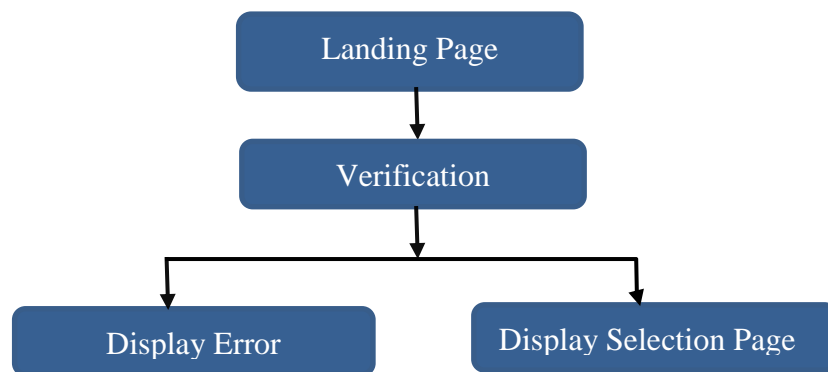 Landing Page
Verification
Display Error
Display Selection Page